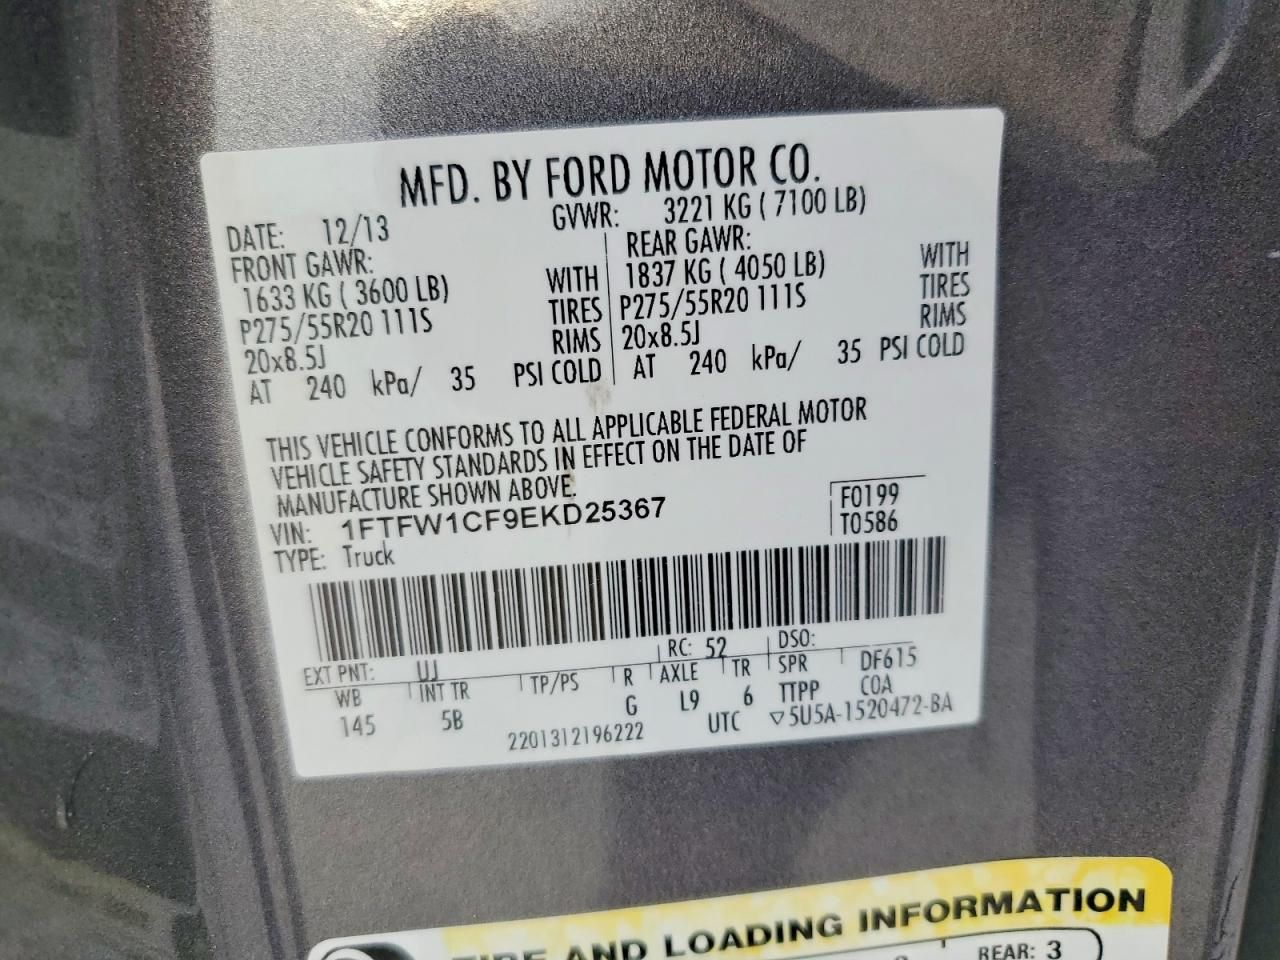 MFD. BY FORD MOTOR CO.
DATE: 12/13 GVWR: 3221 KG ( 7100 LB)
FRONT GAWR: REAR GAWR:
1633 KG ( 3600 LB) WITH 1837 KG ( 4050 LB) WITH
P275/55R20 111S TIRES P275/55R20 111S TIRES
20x8.5J RIMS 20x8.5J RIMS
AT 240 kPa/ 35 PSI COLD AT 240 kPa/ 35 PSI COLD
THIS VEHICLE CONFORMS TO ALL APPLICABLE FEDERAL MOTOR
VEHICLE SAFETY STANDARDS IN EFFECT ON THE DATE OF
MANUFACTURE SHOWN ABOVE.
VIN: 1FTFW1CF9EKD25367 F0199
TYPE: Truck T0586
EXT PNT: UJ RC: 52 DSO:
WB INT TR TP/PS R AXLE TR SPR DF615
145 5B G L9 6 TTPP COA
2201312196222 UTC ▽5U5A-1520472-BA
AND LOADING INFORMATION
REAR: 3